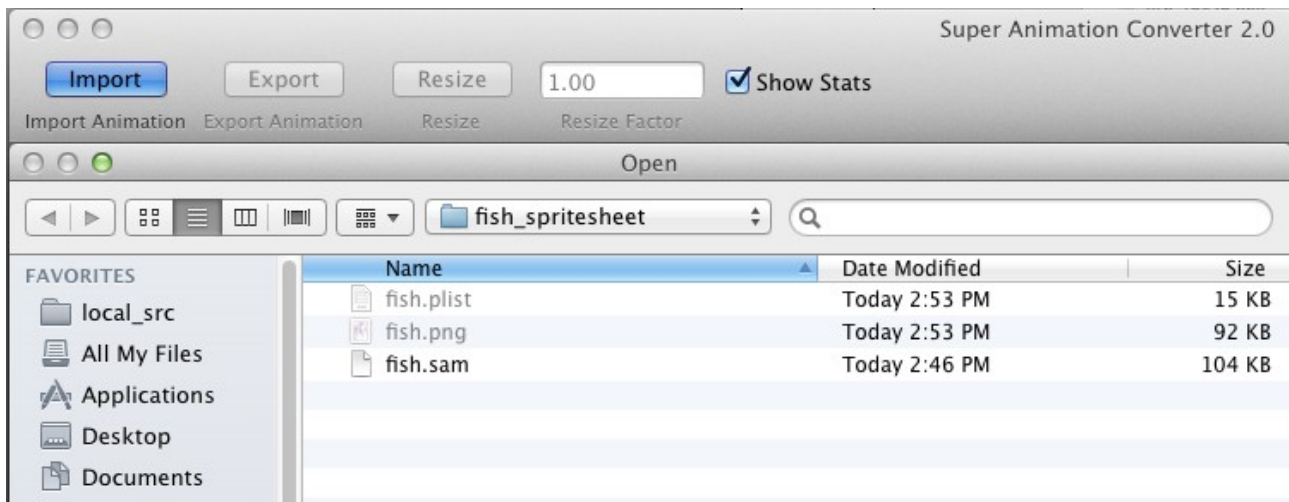 Super Animation Converter 2.0
Import Export Resize 1.00 Show Stats
Import Animation Export Animation Resize Resize Factor
Open
fish_spritesheet
FAVORITES
Name Date Modified Size
local_src
fish.plist Today 2:53 PM 15 KB
fish.png Today 2:53 PM 92 KB
All My Files
fish.sam Today 2:46 PM 104 KB
Applications
Desktop
Documents